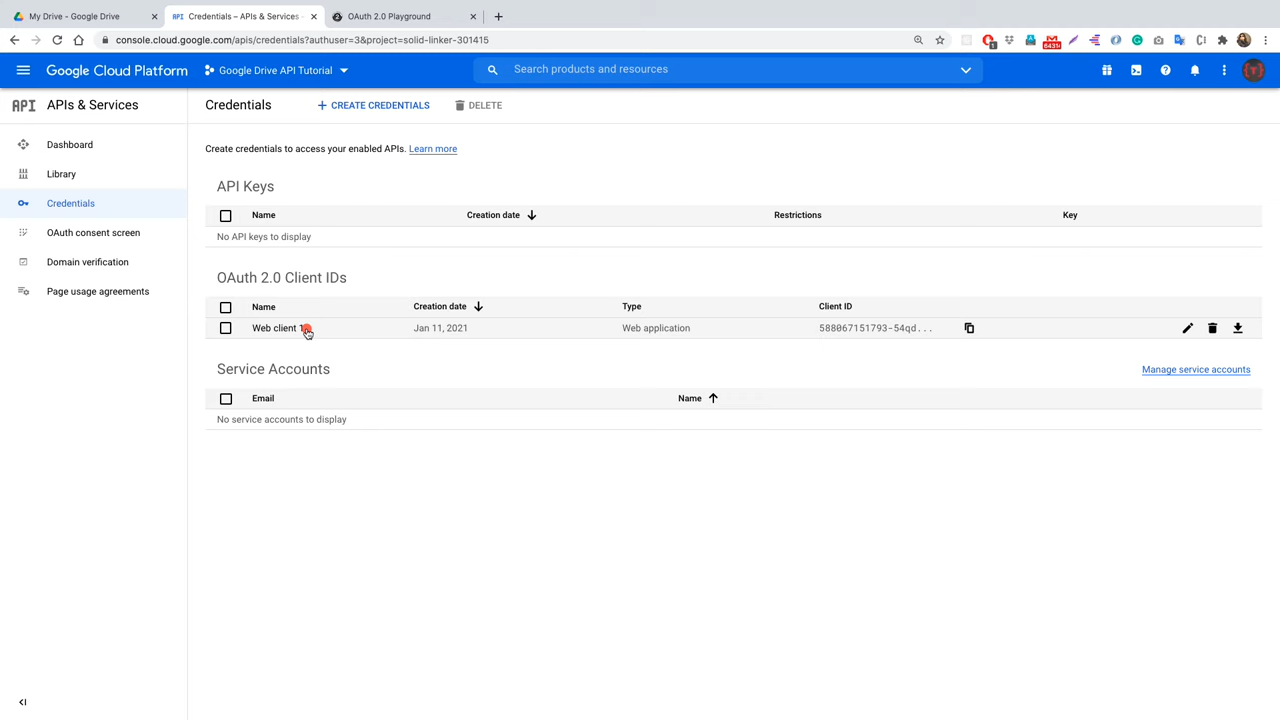 My Drive - Google Drive
API Credentials – APIs & Services
OAuth 2.0 Playground
console.cloud.google.com/apis/credentials?authuser=3&project=solid-linker-301415
Google Cloud Platform
Google Drive API Tutorial
Search products and resources
API APIs & Services
Credentials
CREATE CREDENTIALS
DELETE
Dashboard
Library
Credentials
OAuth consent screen
Domain verification
Page usage agreements
Create credentials to access your enabled APIs. Learn more
API Keys
Name Creation date Restrictions Key
No API keys to display
OAuth 2.0 Client IDs
Name Creation date Type Client ID
Web client 1 Jan 11, 2021 Web application 588067151793-54qd...
Service Accounts
Manage service accounts
Email Name
No service accounts to display